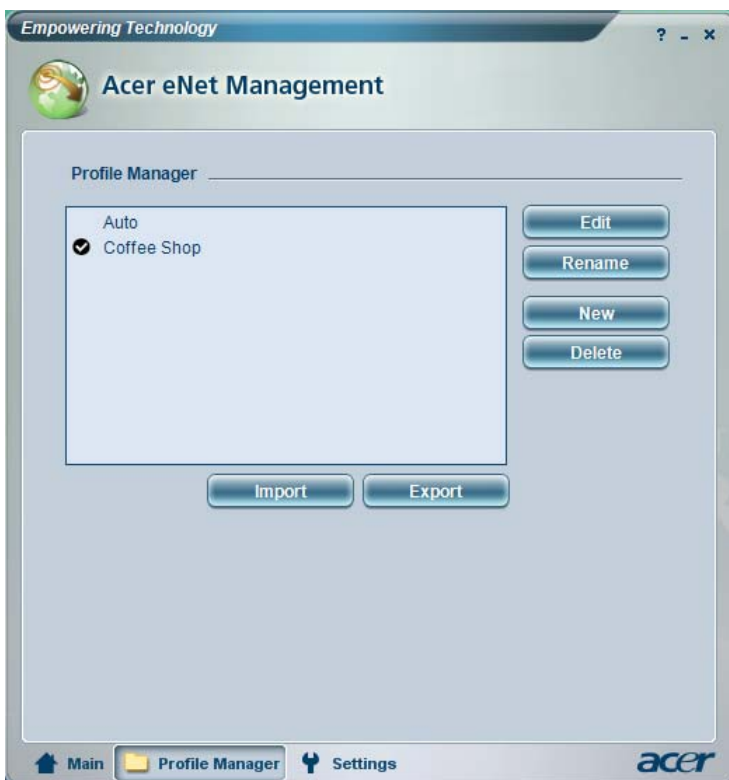 Empowering Technology
? - x
Acer eNet Management
Profile Manager
Auto
Coffee Shop
Edit
Rename
New
Delete
Import Export
Main Profile Manager Settings acer